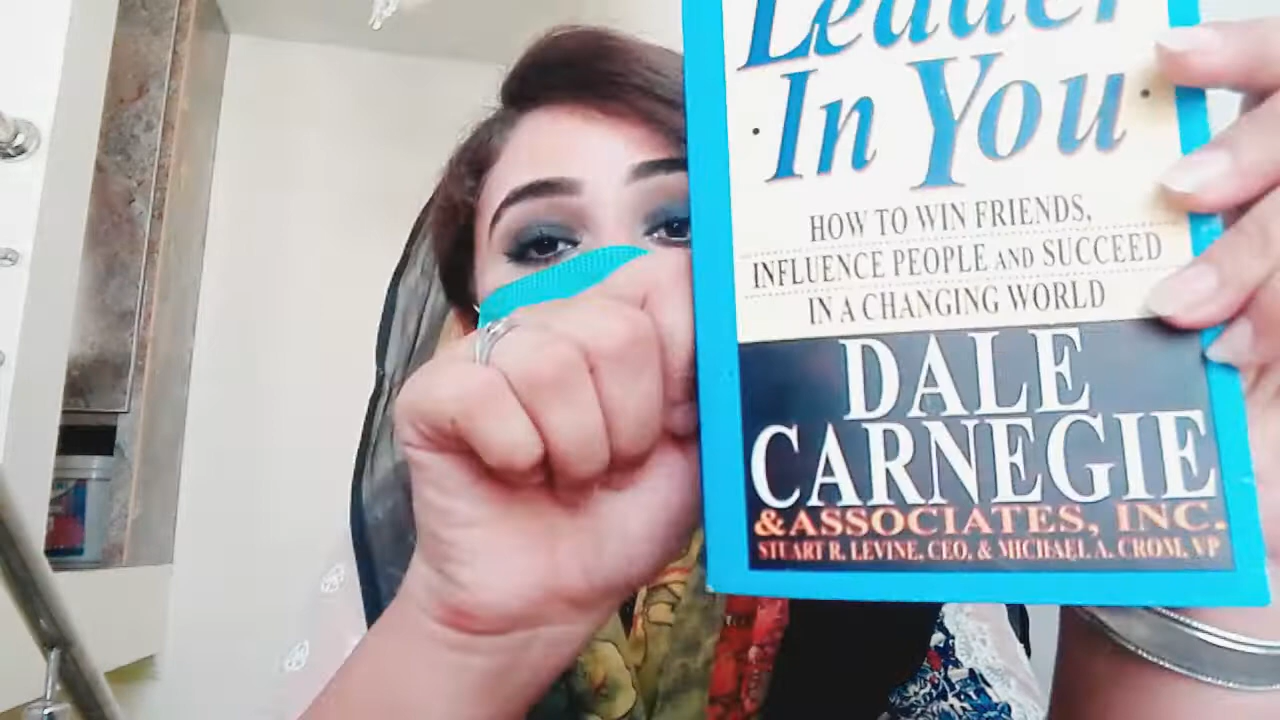 Leader
In You
HOW TO WIN FRIENDS,
INFLUENCE PEOPLE AND SUCCEED
IN A CHANGING WORLD
DALE
CARNEGIE
& ASSOCIATES, INC.
STUART R. LEVINE, CEO, & MICHAEL A. CROM, VP